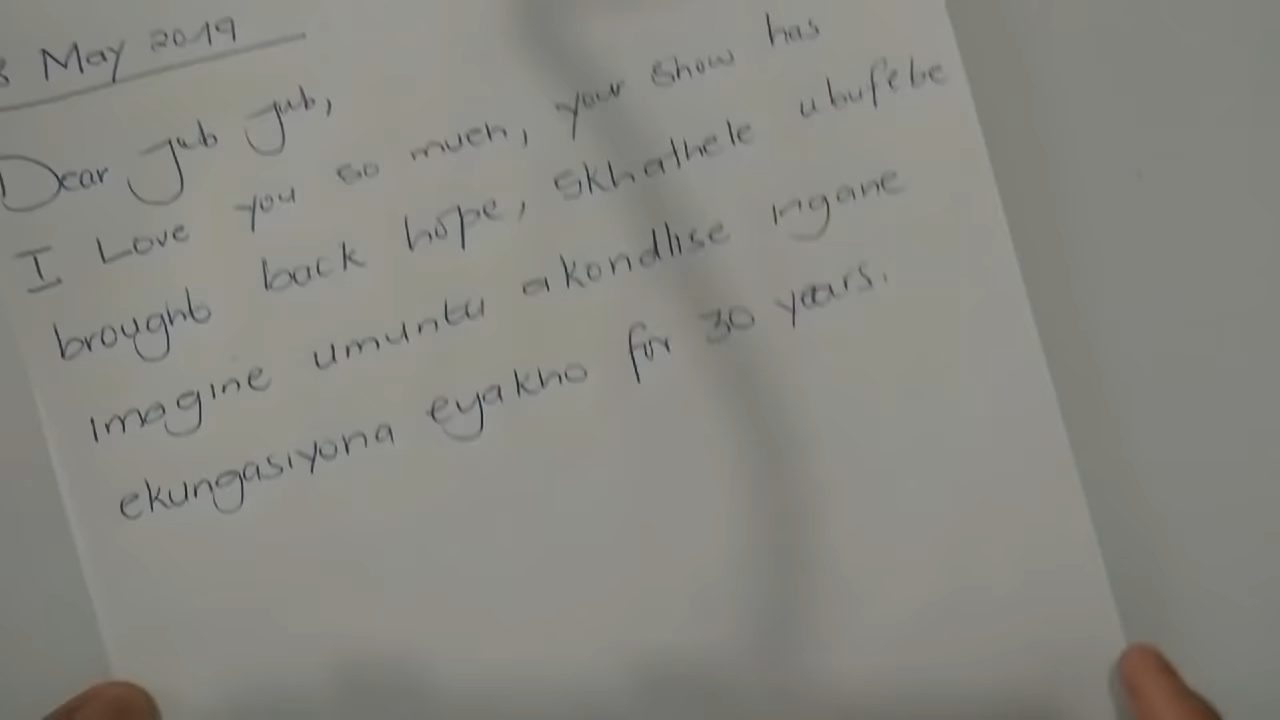 3 May 2019
Dear Jub Jub,
I Love you so much, your show has
brought back hope, skhathele ubufebe
imagine umuntu akondlise ingane
ekungasiyona eyakho for 30 years.